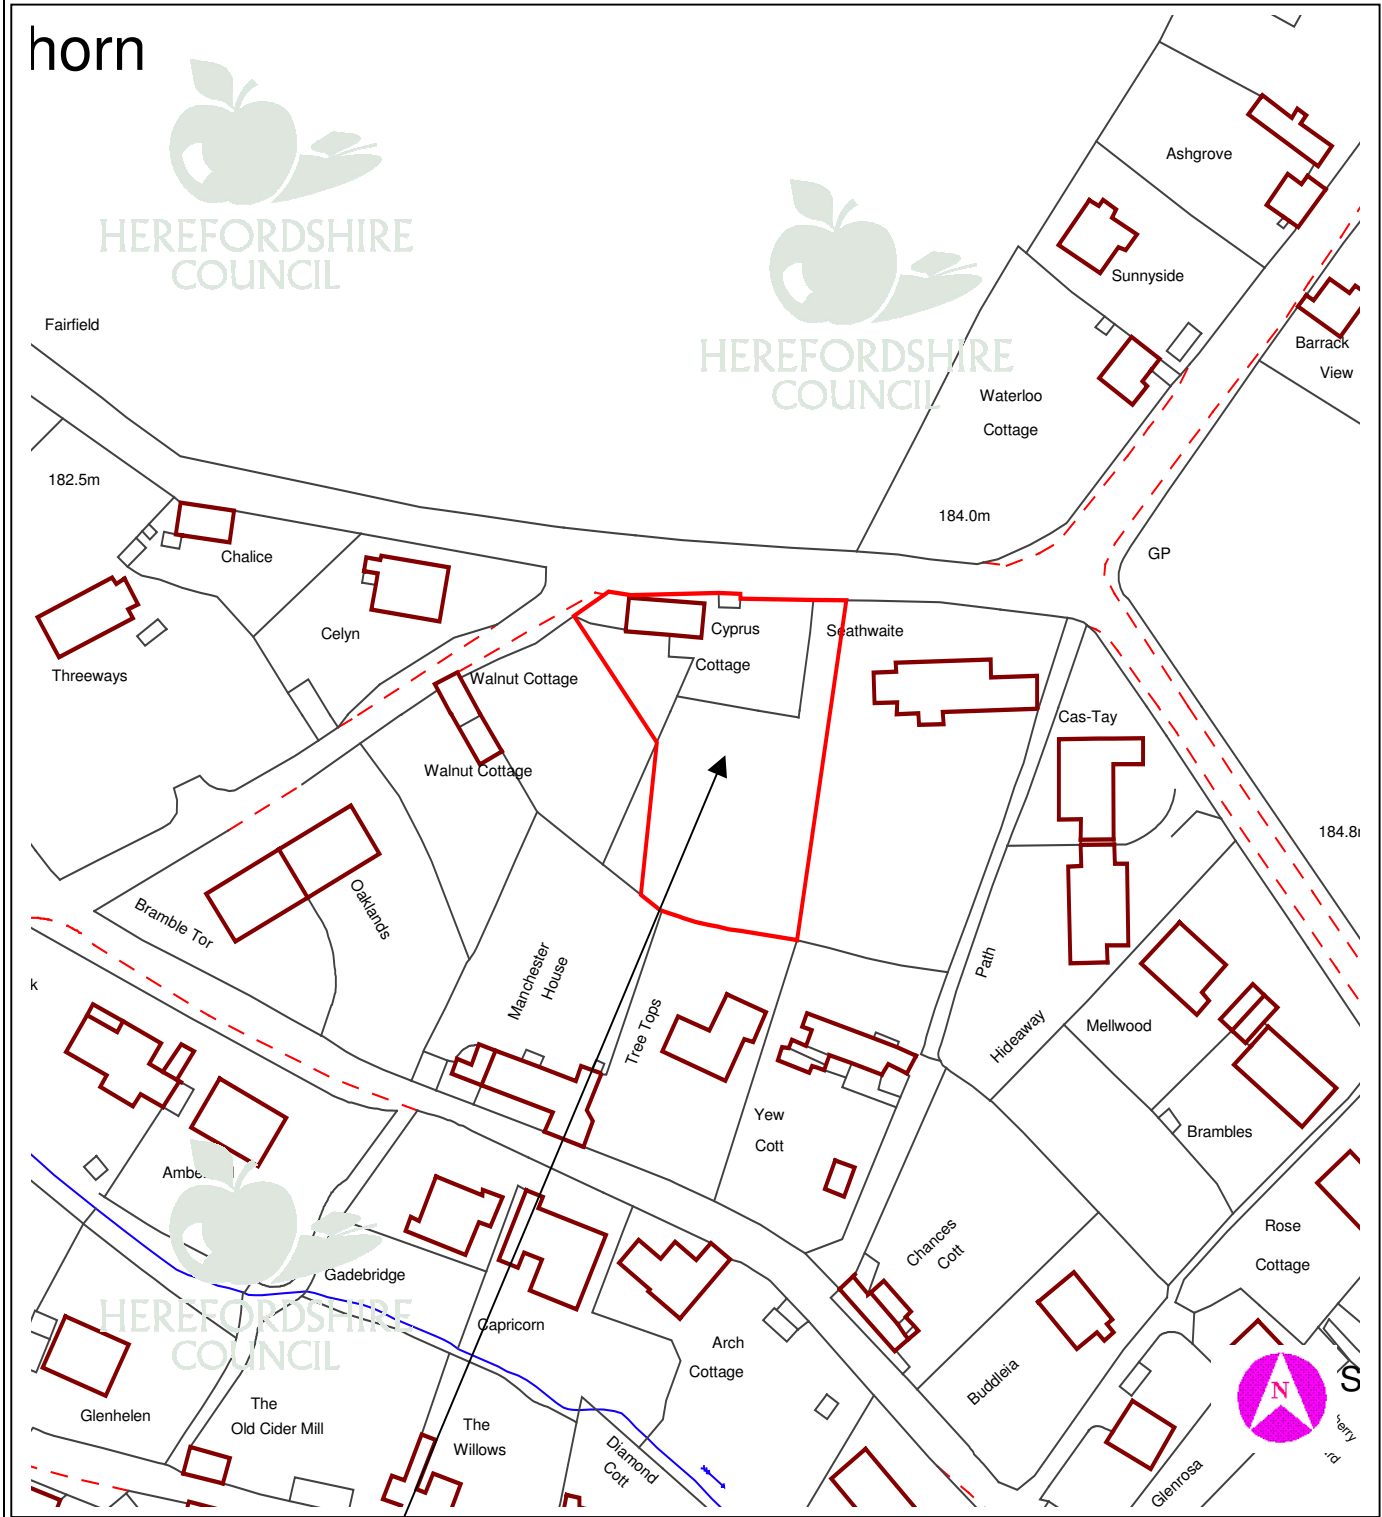 horn
HEREFORDSHIRE
COUNCIL
Ashgrove
HEREFORDSHIRE
COUNCIL
Sunnyside
Fairfield
Barrack
View
Waterloo
Cottage
182.5m
184.0m
GP
Chalice
Celyn
Threeways
Cyprus
Cottage
Seathwaite
Walnut Cottage
Walnut Cottage
Cas-Tay
184.8
Oaklands
Bramble Tor
Manchester
House
Path
k
Tree Tops
Hideaway
Mellwood
Yew
Cott
Brambles
HEREFORDSHIRE
COUNCIL
Gadebridge
Chances
Cott
Rose
Cottage
Capricorn
Arch
Cottage
Buddleia
N
S
Glenhelen
The
Old Cider Mill
The
Willows
Diamond
Cott
Glenrosa